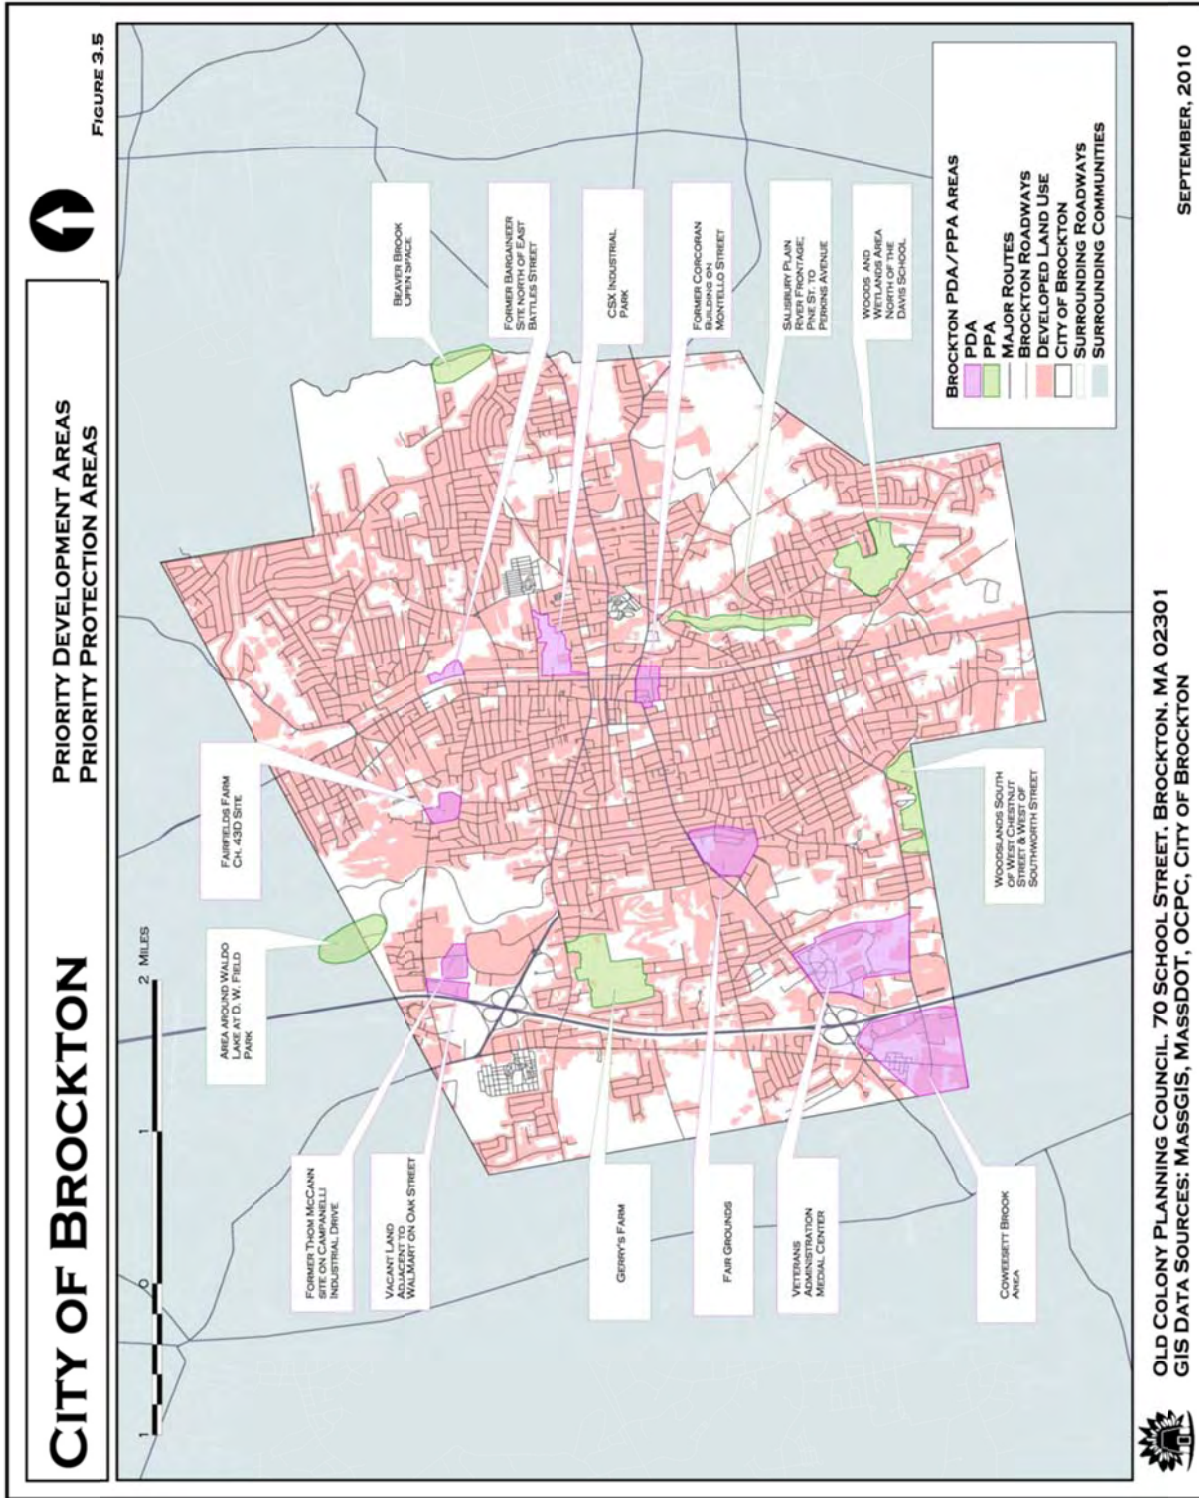 CITY OF BROCKTON
PRIORITY DEVELOPMENT AREAS
PRIORITY PROTECTION AREAS
FIGURE 3.5
1
0
1
2 MILES
AREA AROUND WALDO
LAKE AT D. W. FIELD
PARK
FAIRFIELDS FARM
CH. 43D SITE
BEAVER BROOK
OPEN SPACE
FORMER THOM MCCANN
SITE ON CAMPANELLI
INDUSTRIAL DRIVE
VACANT LAND
ADJACENT TO
WALMART ON OAK STREET
FORMER BARGAINEER
SITE NORTH OF EAST
BATTLES STREET
CSX INDUSTRIAL
PARK
GERRY'S FARM
FORMER CORCORAN
BUILDING ON
MONTELLO STREET
FAIR GROUNDS
SALISBURY PLAIN
RIVER FRONTAGE;
PINE ST. TO
PERKINS AVENUE
VETERANS
ADMINISTRATION
MEDIAL CENTER
WOODS AND
WETLANDS AREA
NORTH OF THE
DAVIS SCHOOL
COWEESETT BROOK
AREA
WOODSLANDS SOUTH
OF WEST CHESTNUT
STREET & WEST OF
SOUTHWORTH STREET
BROCKTON PDA/PPA AREAS
PDA
PPA
MAJOR ROUTES
BROCKTON ROADWAYS
DEVELOPED LAND USE
CITY OF BROCKTON
SURROUNDING ROADWAYS
SURROUNDING COMMUNITIES
OLD COLONY PLANNING COUNCIL, 70 SCHOOL STREET, BROCKTON, MA 02301
GIS DATA SOURCES: MASSGIS, MASSDOT, OCPC, CITY OF BROCKTON
SEPTEMBER, 2010